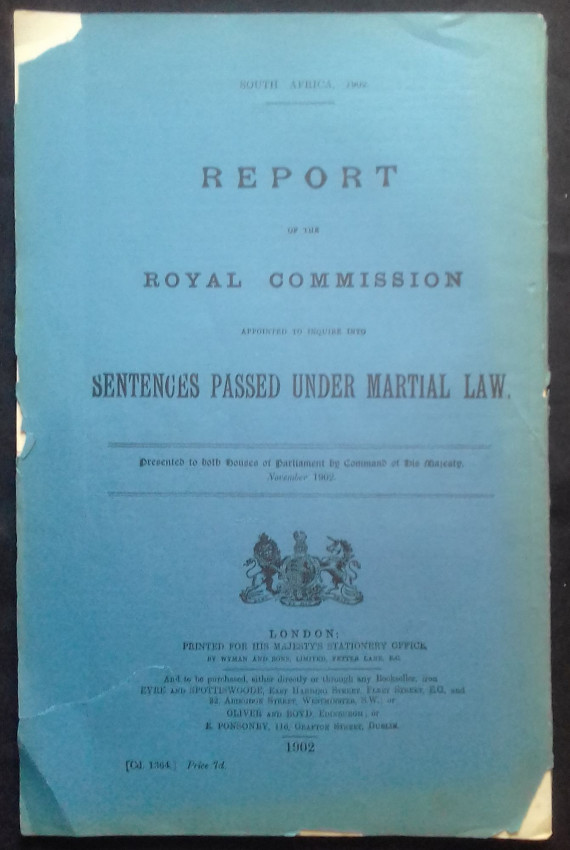 SOUTH AFRICA, 1902.
REPORT
OF THE
ROYAL COMMISSION
APPOINTED TO INQUIRE INTO
SENTENCES PASSED UNDER MARTIAL LAW.
Presented to both Houses of Parliament by Command of His Majesty.
November 1902.
LONDON:
PRINTED FOR HIS MAJESTY'S STATIONERY OFFICE,
BY WYMAN AND SONS, LIMITED, FETTER LANE, E.C.
And to be purchased, either directly or through any Bookseller, from
EYRE AND SPOTTISWOODE, EAST HARDING STREET, FLEET STREET, E.C., and
32, ABINGDON STREET, WESTMINSTER, S.W.; or
OLIVER AND BOYD, EDINBURGH; or
E. PONSONBY, 116, GRAFTON STREET, DUBLIN.
1902
[Cd. 1364.] Price 7d.